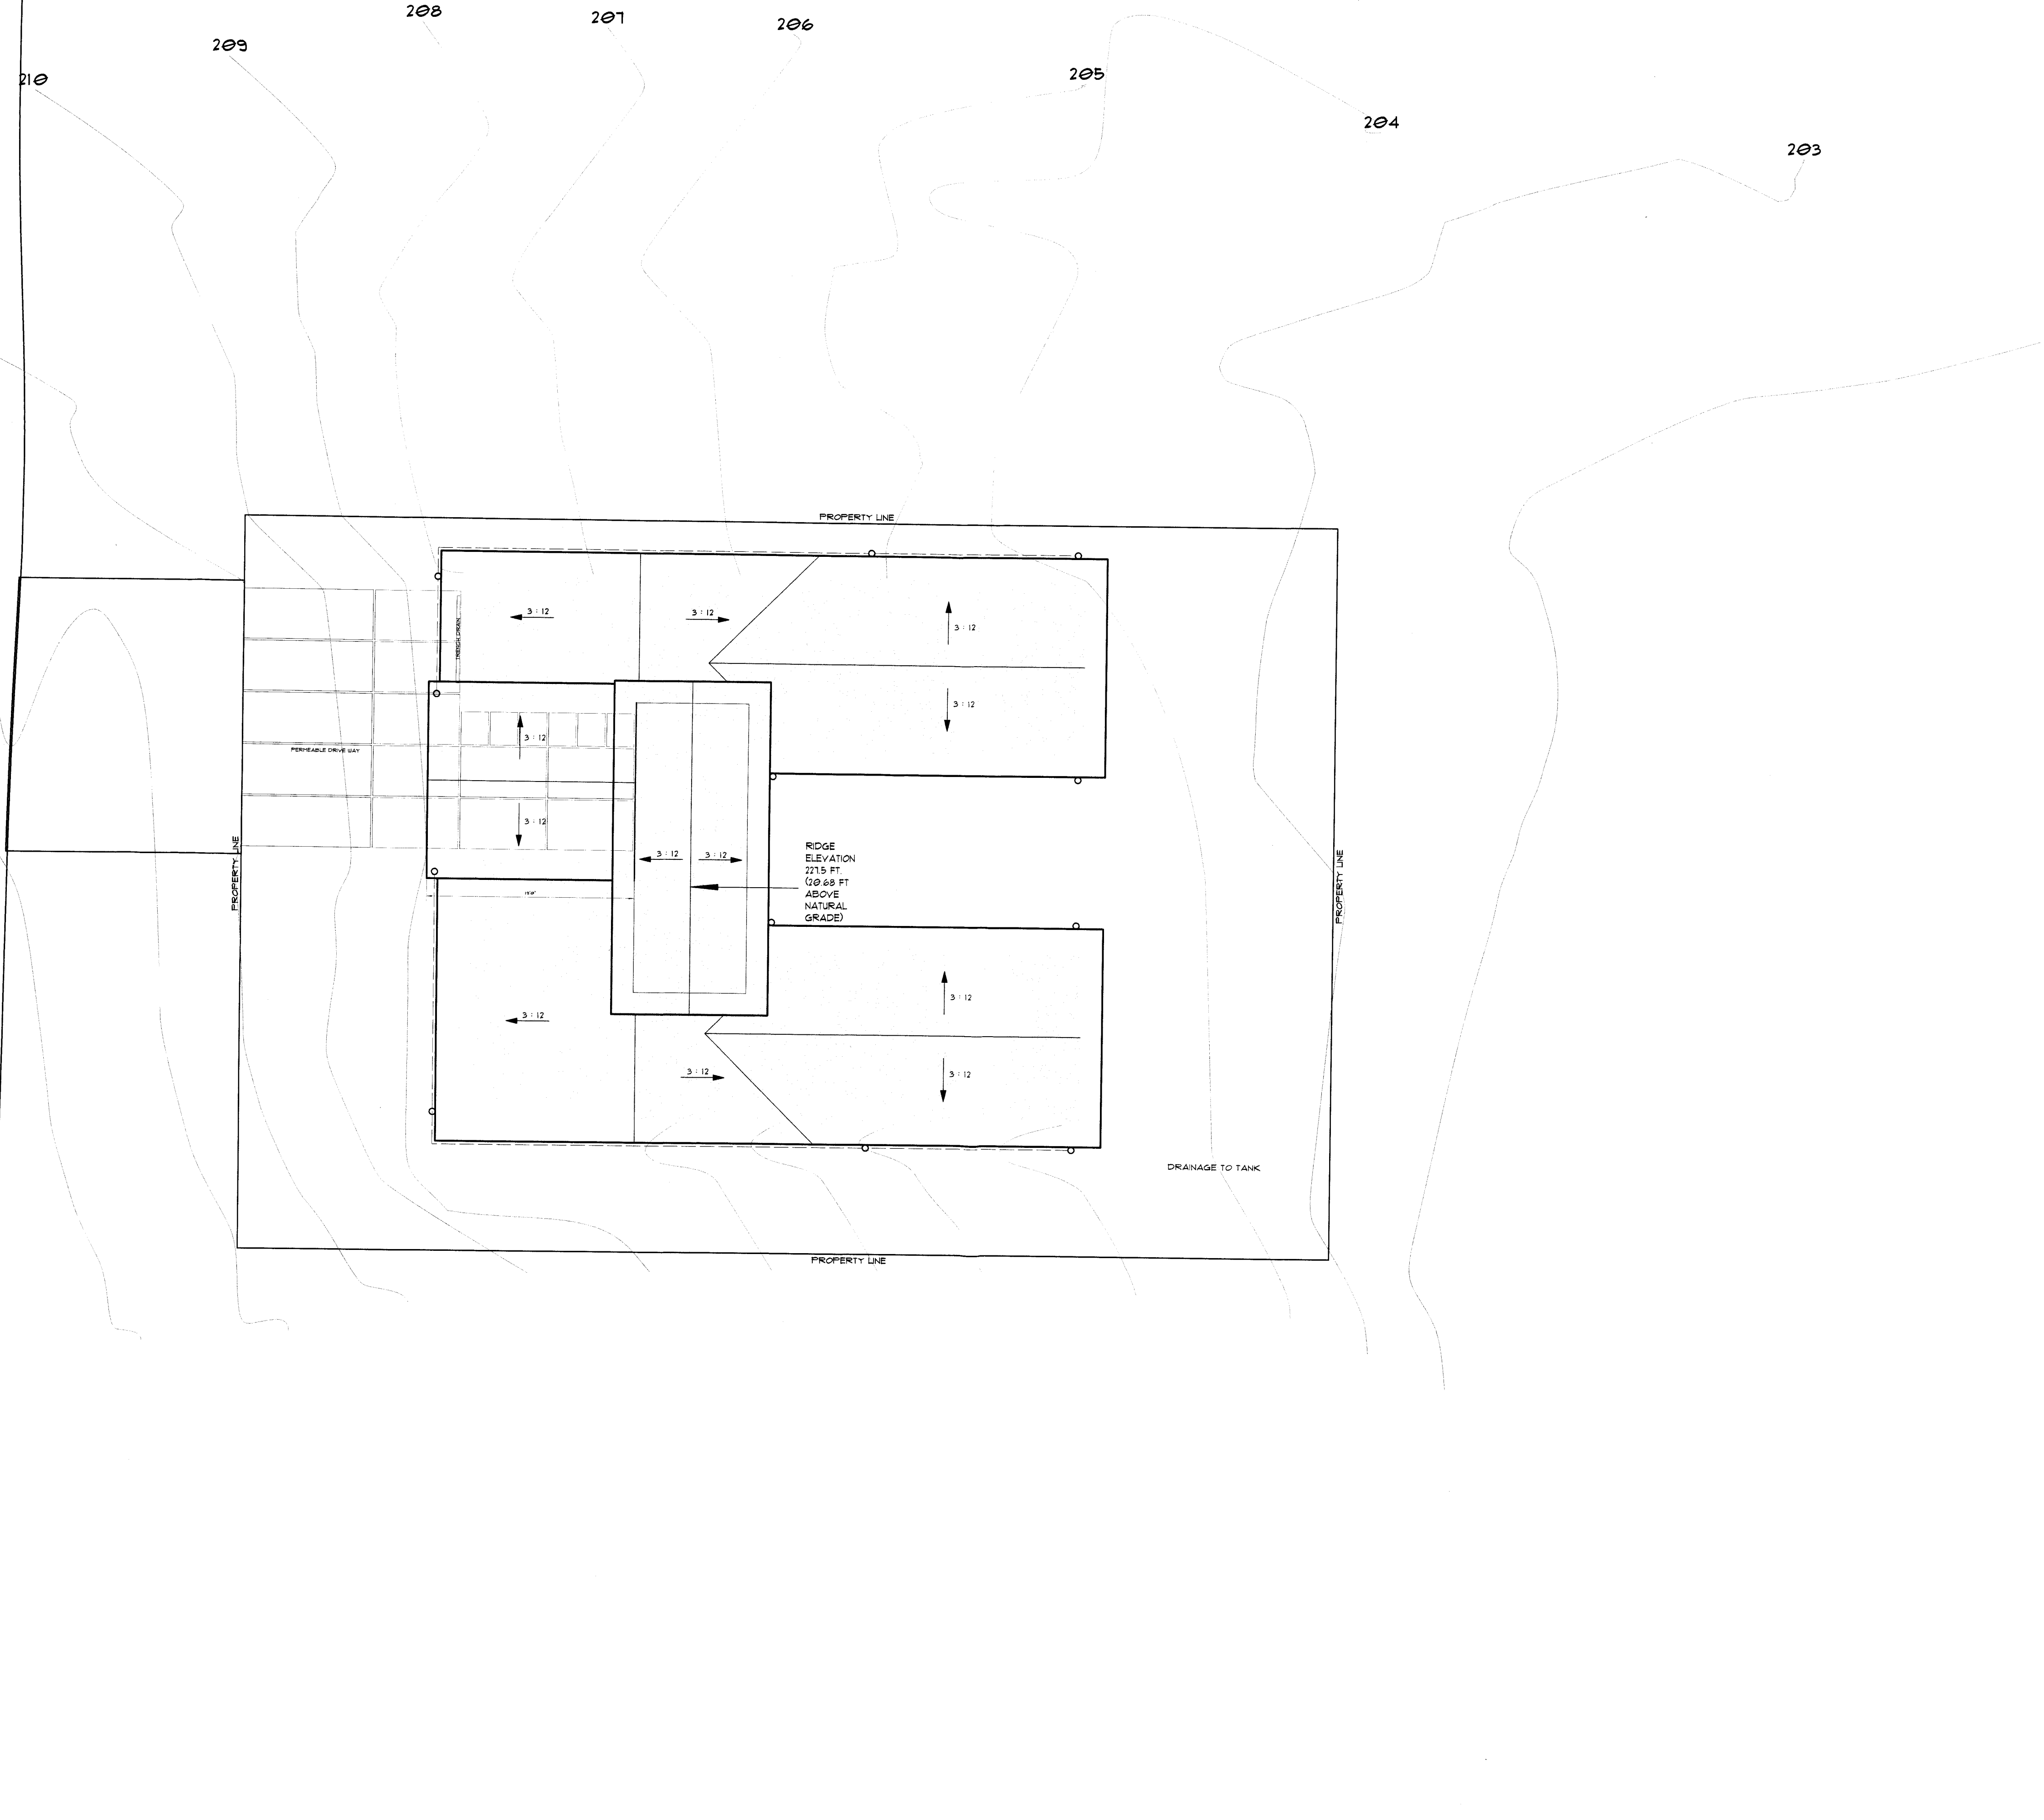 208
207
206
209
205
210
204
203
PROPERTY LINE
3 : 12
3 : 12
3 : 12
TRENCH DRAIN
3 : 12
3 : 12
PERMEABLE DRIVE WAY
3 : 12
3 : 12
3 : 12
RIDGE
ELEVATION
227.5 FT.
(20.68 FT
ABOVE
NATURAL
GRADE)
PROPERTY LINE
PROPERTY LINE
3 : 12
3 : 12
3 : 12
3 : 12
DRAINAGE TO TANK
PROPERTY LINE